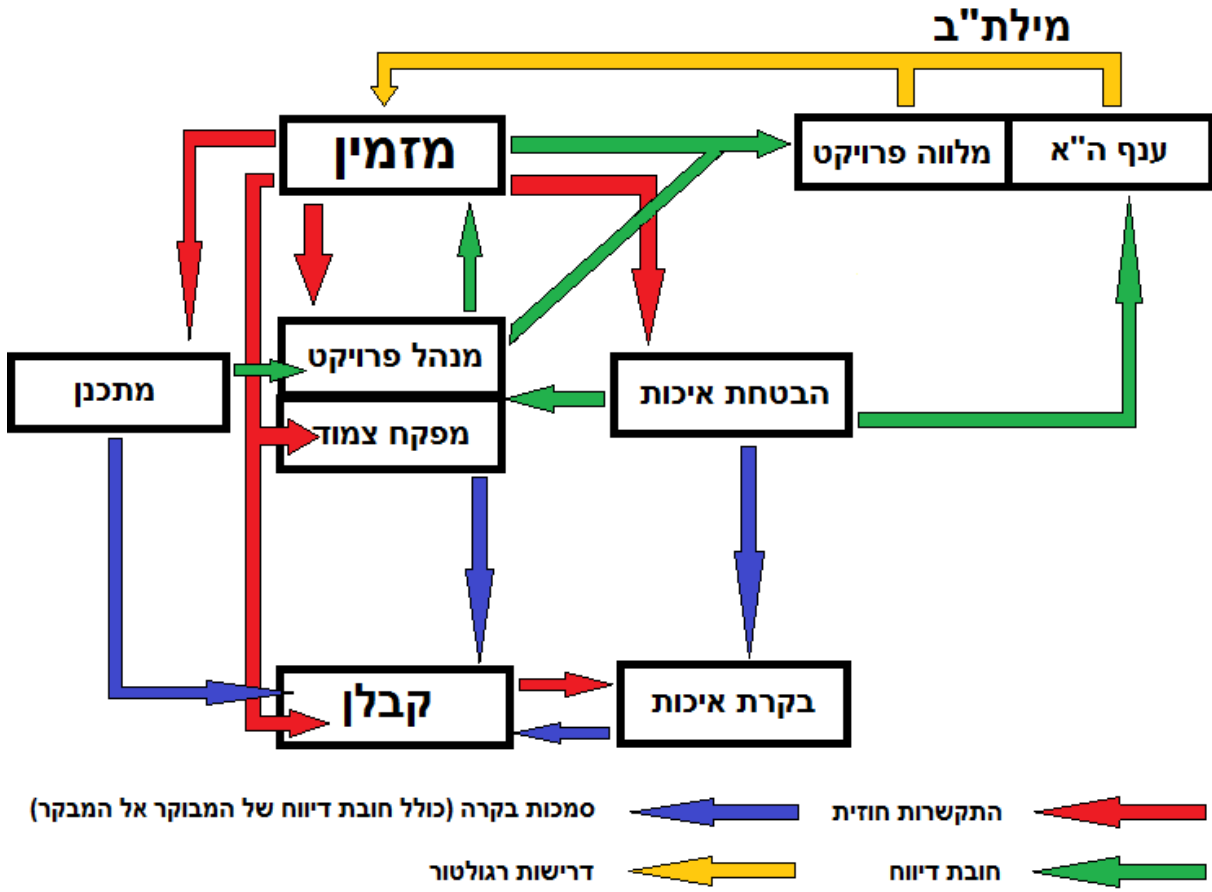 מילת"ב
מזמין
מלווה פרויקט
ענף ה"א
מנהל פרויקט
מפקח צמוד
מתכנן
הבטחת איכות
קבלן
בקרת איכות
התקשרות חוזית
סמכות בקרה (כולל חובת דיווח של המבוקר אל המבקר)
חובת דיווח
דרישות רגולטור